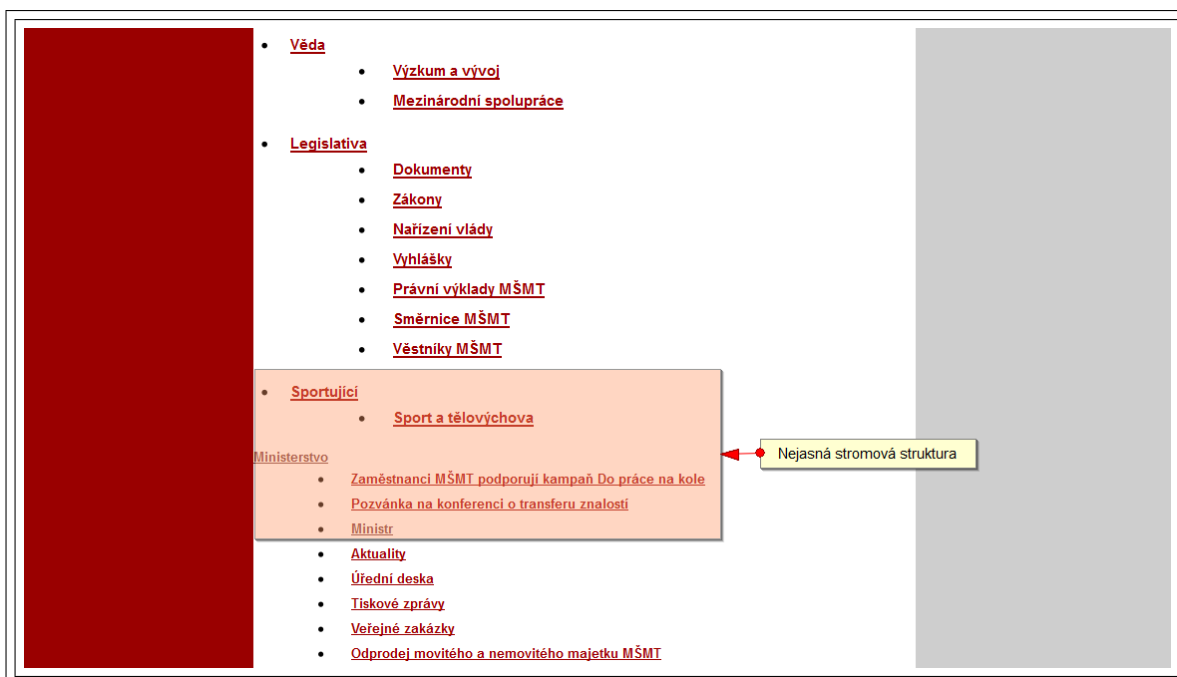 Věda
Výzkum a vývoj
Mezinárodní spolupráce
Legislativa
Dokumenty
Zákony
Nařízení vlády
Vyhlášky
Právní výklady MŠMT
Směrnice MŠMT
Věstníky MŠMT
Sportující
Sport a tělovýchova
Nejasná stromová struktura
Ministerstvo
Zaměstnanci MŠMT podporují kampaň Do práce na kole
Pozvánka na konferenci o transferu znalostí
Ministr
Aktuality
Úřední deska
Tiskové zprávy
Veřejné zakázky
Odprodej movitého a nemovitého majetku MŠMT